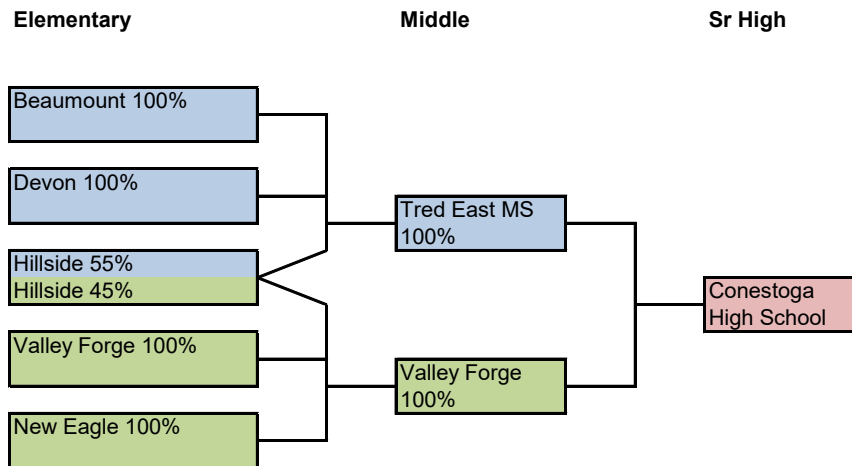 Elementary
Middle
Sr High
Beaumount 100%
Devon 100%
Tred East MS
100%
Hillside 55%
Hillside 45%
Conestoga
High School
Valley Forge 100%
Valley Forge
100%
New Eagle 100%